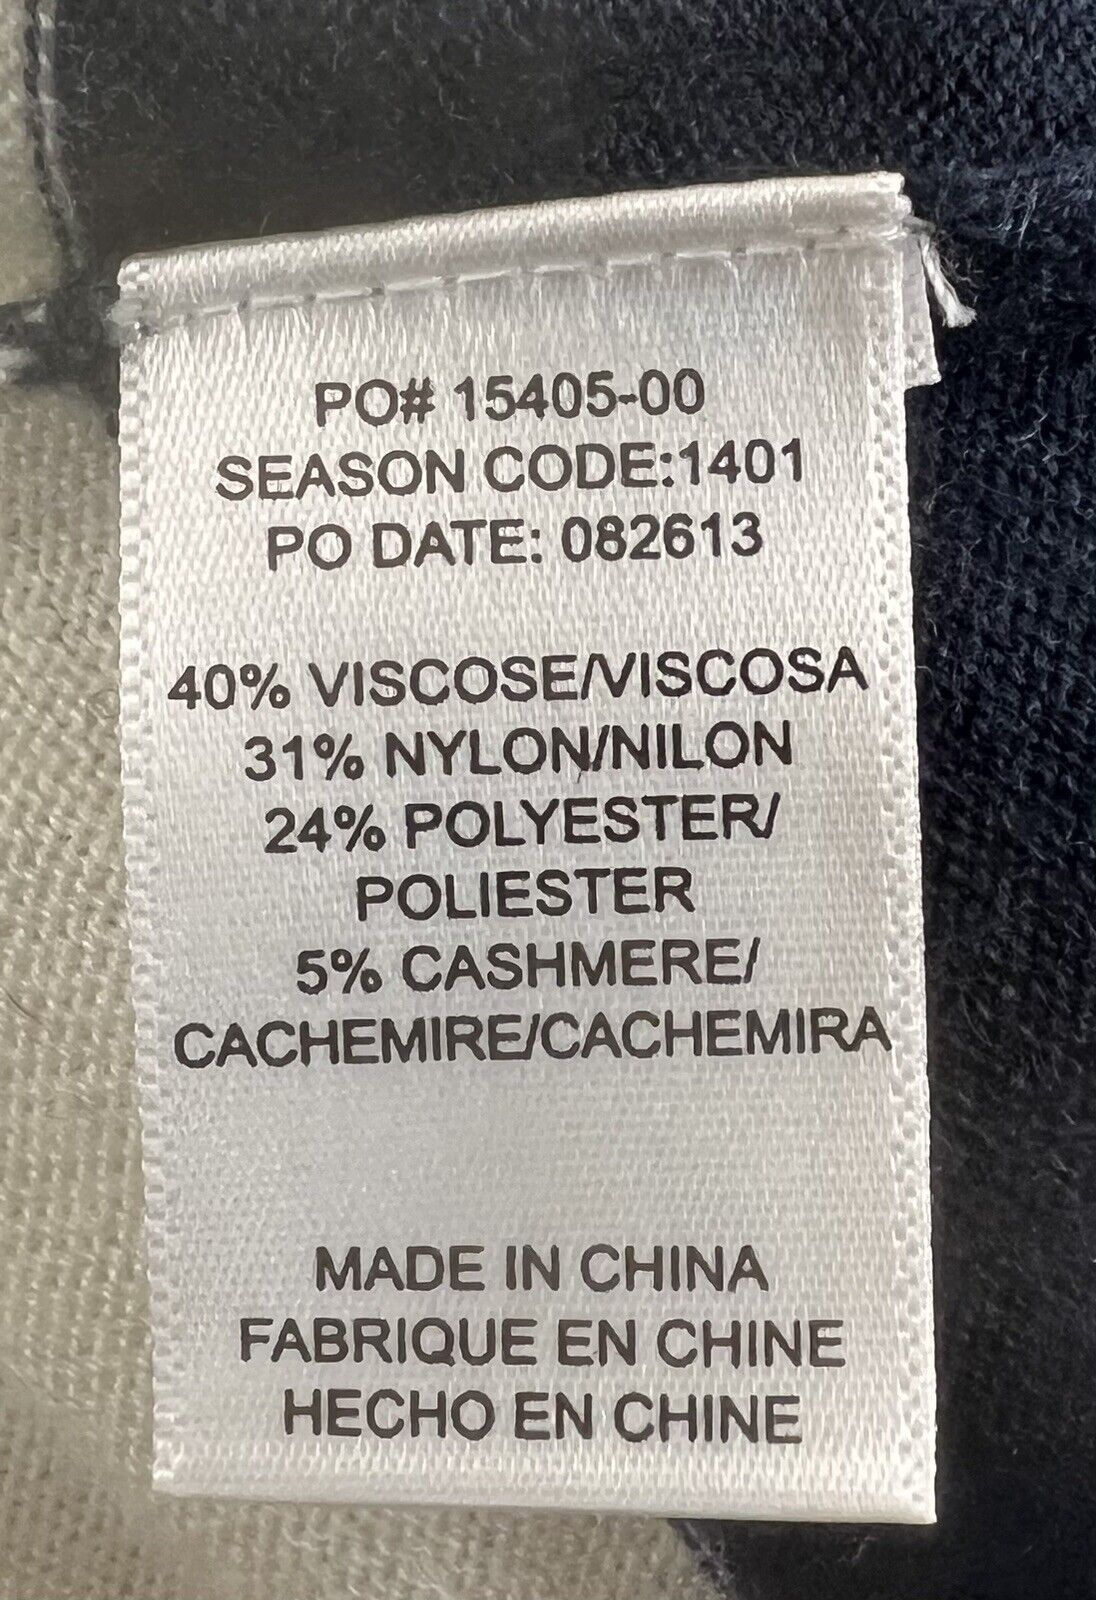 PO# 15405-00
SEASON CODE:1401
PO DATE: 082613
40% VISCOSE/VISCOSA
31% NYLON/NILON
24% POLYESTER/
POLIESTER
5% CASHMERE/
CACHEMIRE/CACHEMIRA
MADE IN CHINA
FABRIQUE EN CHINE
HECHO EN CHINE